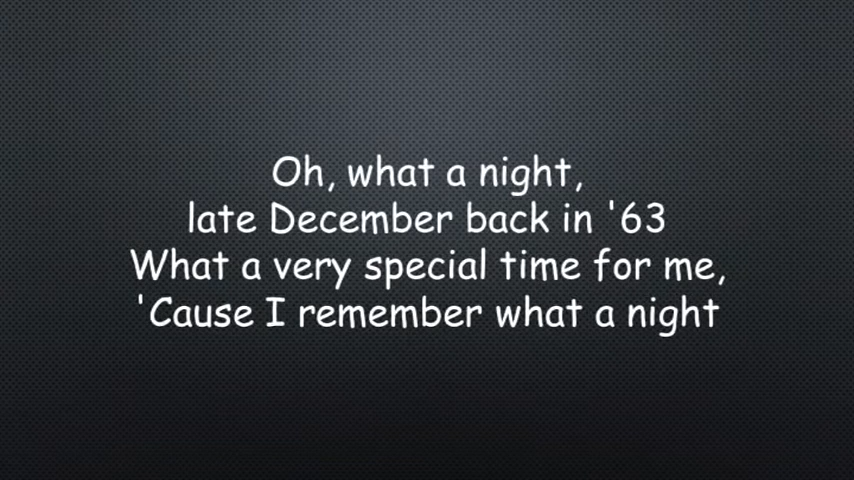 Oh, what a night,
late December back in '63
What a very special time for me,
'Cause I remember what a night